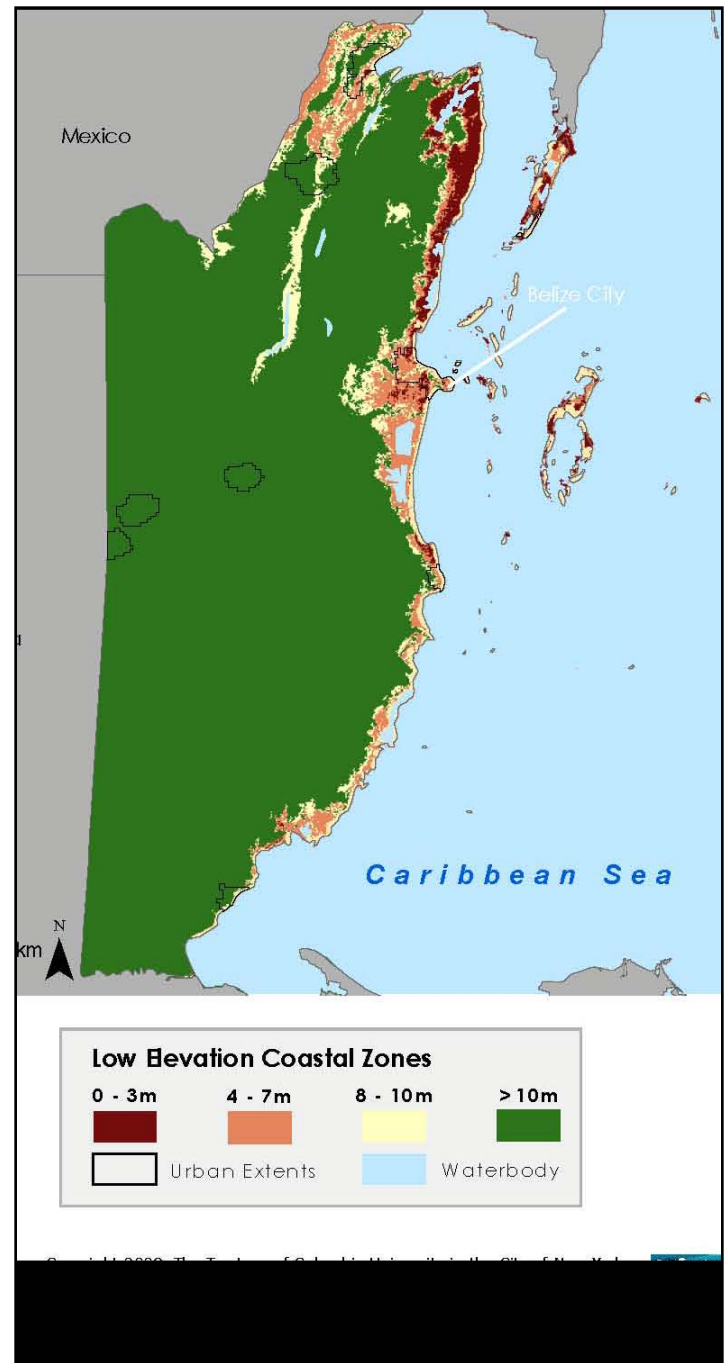 Mexico
Belize City
Caribbean Sea
N
km
Low Elevation Coastal Zones
0 - 3m 4 - 7m 8 - 10m >10m
Urban Extents Waterbody